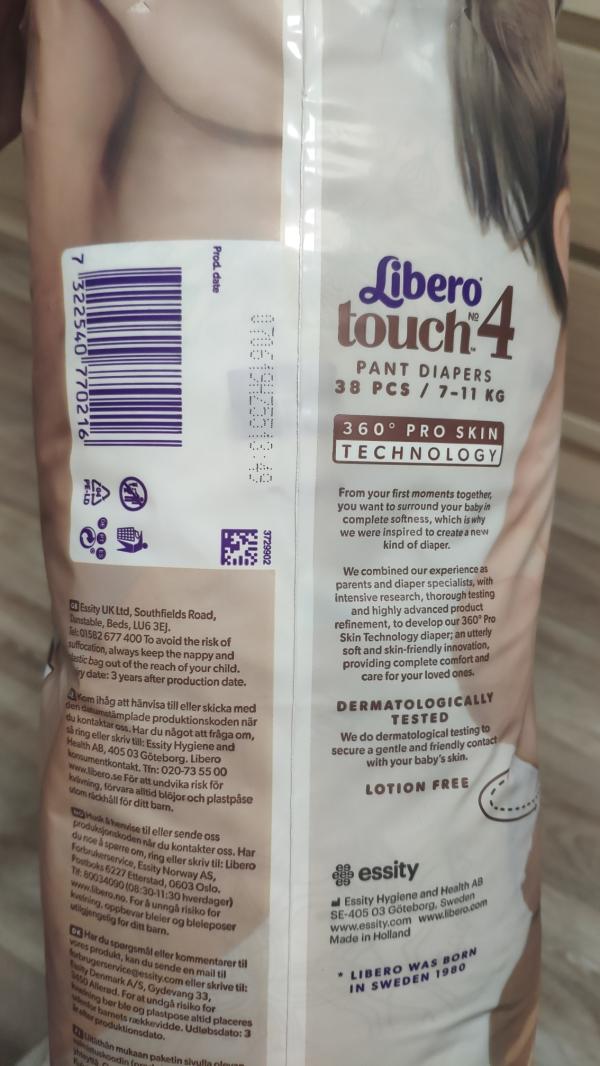 Libero
touch Nº 4
PANT DIAPERS
38 PCS / 7-11 KG
360° PRO SKIN
TECHNOLOGY
From your first moments together,
you want to surround your baby in
complete softness, which is why
we were inspired to create a new
kind of diaper.
We combined our experience as
parents and diaper specialists, with
intensive research, thorough testing
and highly advanced product
refinement, to develop our 360° Pro
Skin Technology diaper; an utterly
soft and skin-friendly innovation,
providing complete comfort and
care for your loved ones.
DERMATOLOGICALLY
TESTED
We do dermatological testing to
secure a gentle and friendly contact
with your baby's skin.
LOTION FREE
essity
Essity Hygiene and Health AB
SE-405 03 Göteborg, Sweden
www.essity.com www.libero.com
Made in Holland
* LIBERO WAS BORN
IN SWEDEN 1980
Prod. date
7 322540 770216
PE-LD
3729902
GB Essity UK Ltd, Southfields Road,
Dunstable, Beds, LU6 3EJ.
Tel: 01582 677 400 To avoid the risk of
suffocation, always keep the nappy and
plastic bag out of the reach of your child.
date: 3 years after production date.
Kom ihåg att hänvisa till eller skicka med
den datumstämplade produktionskoden när
du kontaktar oss. Har du något att fråga om,
så ring eller skriv till: Essity Hygiene and
Health AB, 405 03 Göteborg. Libero
konsumentkontakt. Tfn: 020-73 55 00
www.libero.se För att undvika risk för
kvävning, förvara alltid blöjor och plastpåse
utom räckhåll för ditt barn.
NO Husk å henvise til eller sende oss
produksjonskoden når du kontakter oss. Har
du noe å spørre om, ring eller skriv til: Libero
Forbrukerservice, Essity Norway AS,
Postboks 6227 Etterstad, 0603 Oslo.
Tlf: 80034090 (08:30-11:30 hverdager)
www.libero.no. For å unngå risiko for
kvelning, oppbevar bleier og bleieposer
utilgjengelig for ditt barn.
DK Har du spørgsmål eller kommentarer til
vores produkt, kan du sende en mail til
forbrugerservice@essity.com eller skrive til:
Essity Denmark A/S, Gydevang 33,
3450 Allerød. For at undgå risiko for
kvælning bør ble og plastpose altid placeres
udenfor barnets rækkevidde. Udløbsdato: 3
år efter produktionsdato.
mukaan paketin sivulla olevan